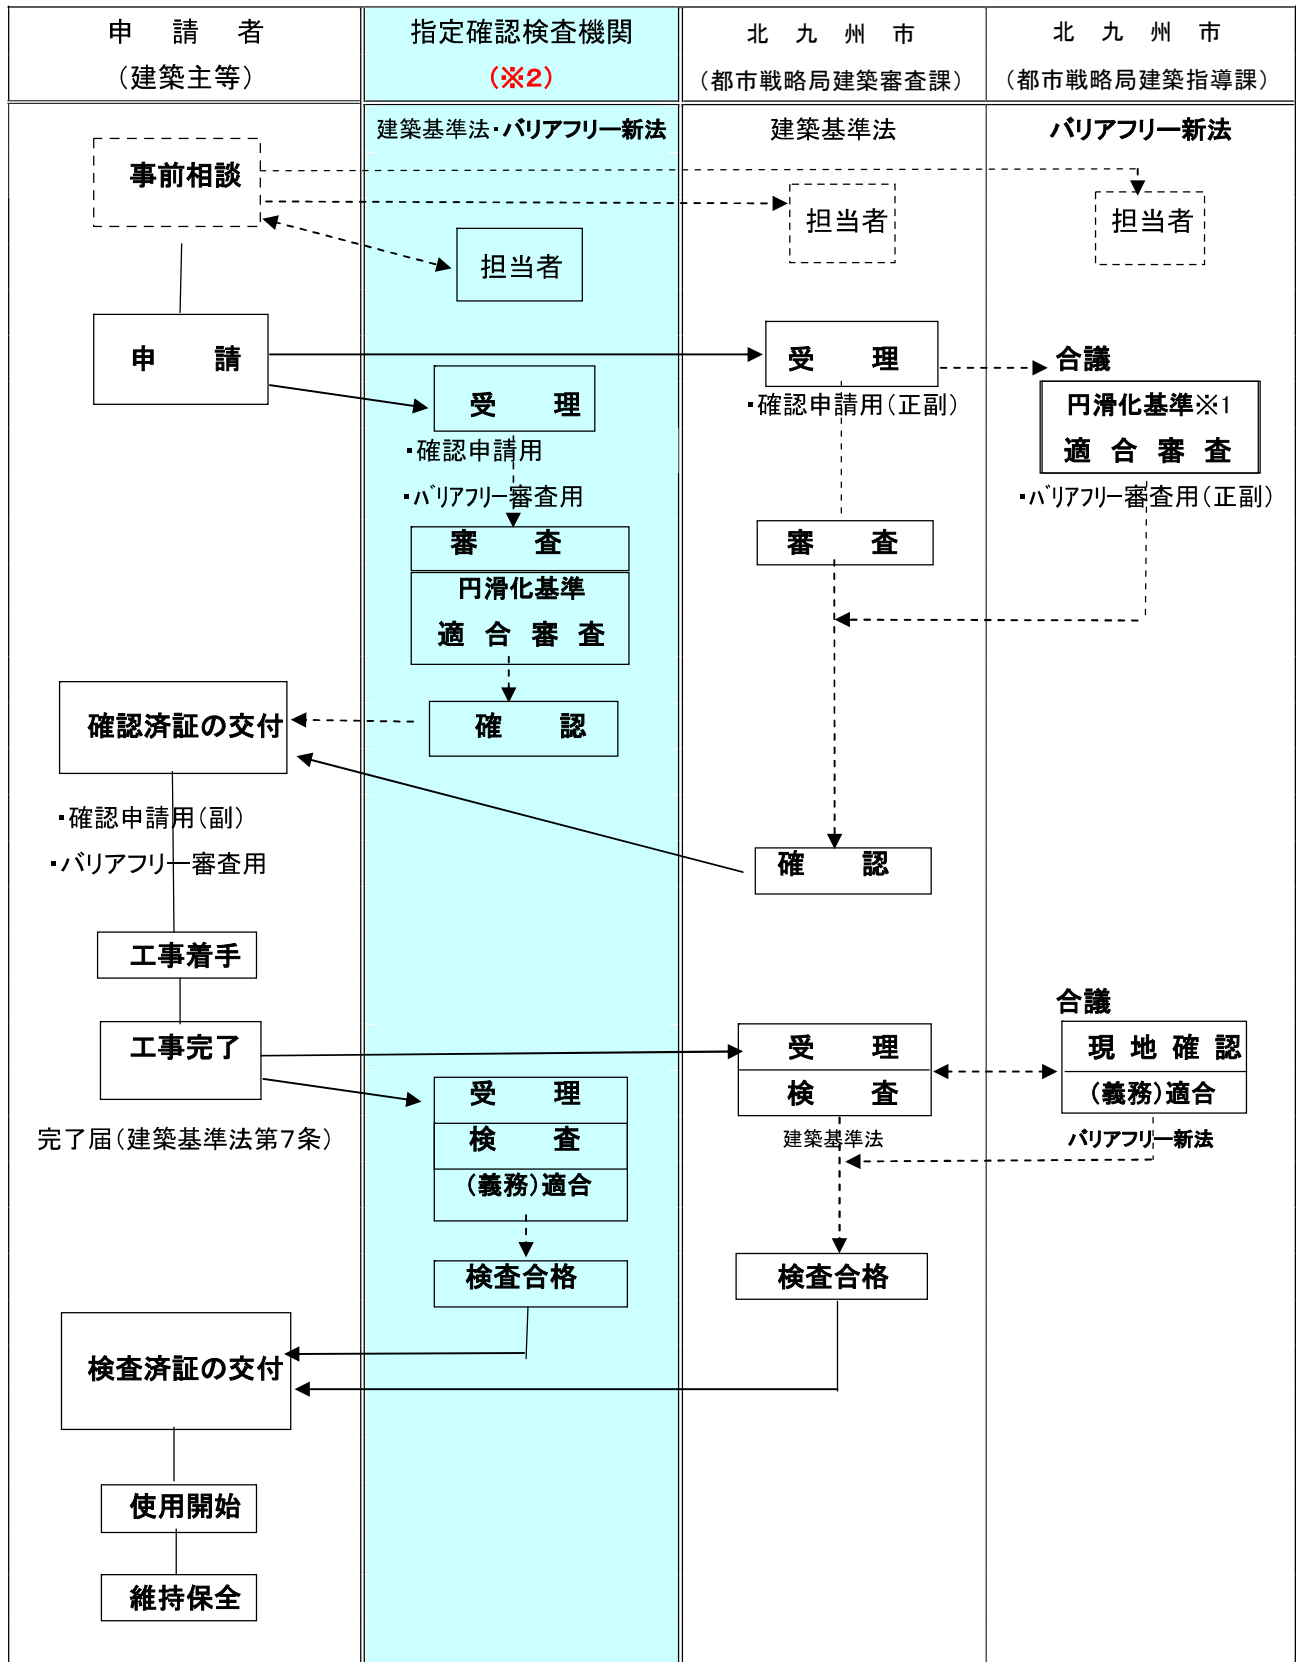 申 請 者
(建築主等)
指定確認検査機関
(※2)
北 九 州 市
(都市戦略局建築審査課)
北 九 州 市
(都市戦略局建築指導課)
建築基準法・バリアフリー新法
建築基準法
バリアフリー新法
事前相談
担当者
担当者
担当者
申 請
受 理
・確認申請用
・バリアフリー審査用
受 理
・確認申請用(正副)
合議
円滑化基準※1
適 合 審 査
・バリアフリー審査用(正副)
審 査
円滑化基準
適 合 審 査
審 査
確認済証の交付
確 認
・確認申請用(副)
・バリアフリー審査用
確 認
工事着手
工事完了
完了届(建築基準法第7条)
受 理
検 査
(義務)適合
受 理
検 査
建築基準法
合議
現 地 確 認
(義務)適合
バリアフリー新法
検査合格
検査合格
検査済証の交付
使用開始
維持保全